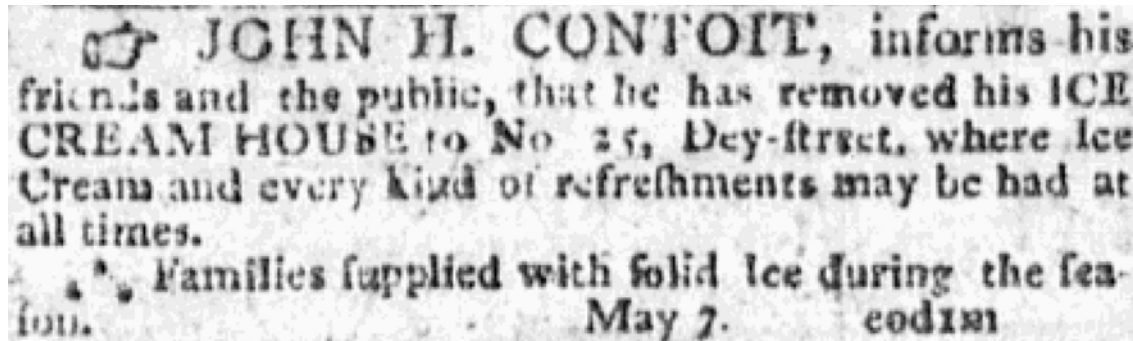 ☞ JOHN H. CONTOIT, informs his
friends and the public, that he has removed his ICE
CREAM HOUSE to No 25, Dey-ſtreet, where Ice
Cream and every kind of refreſhments may be had at
all times.
⁂ Families ſupplied with ſolid Ice during the ſea-
ſon. May 7. eod1m